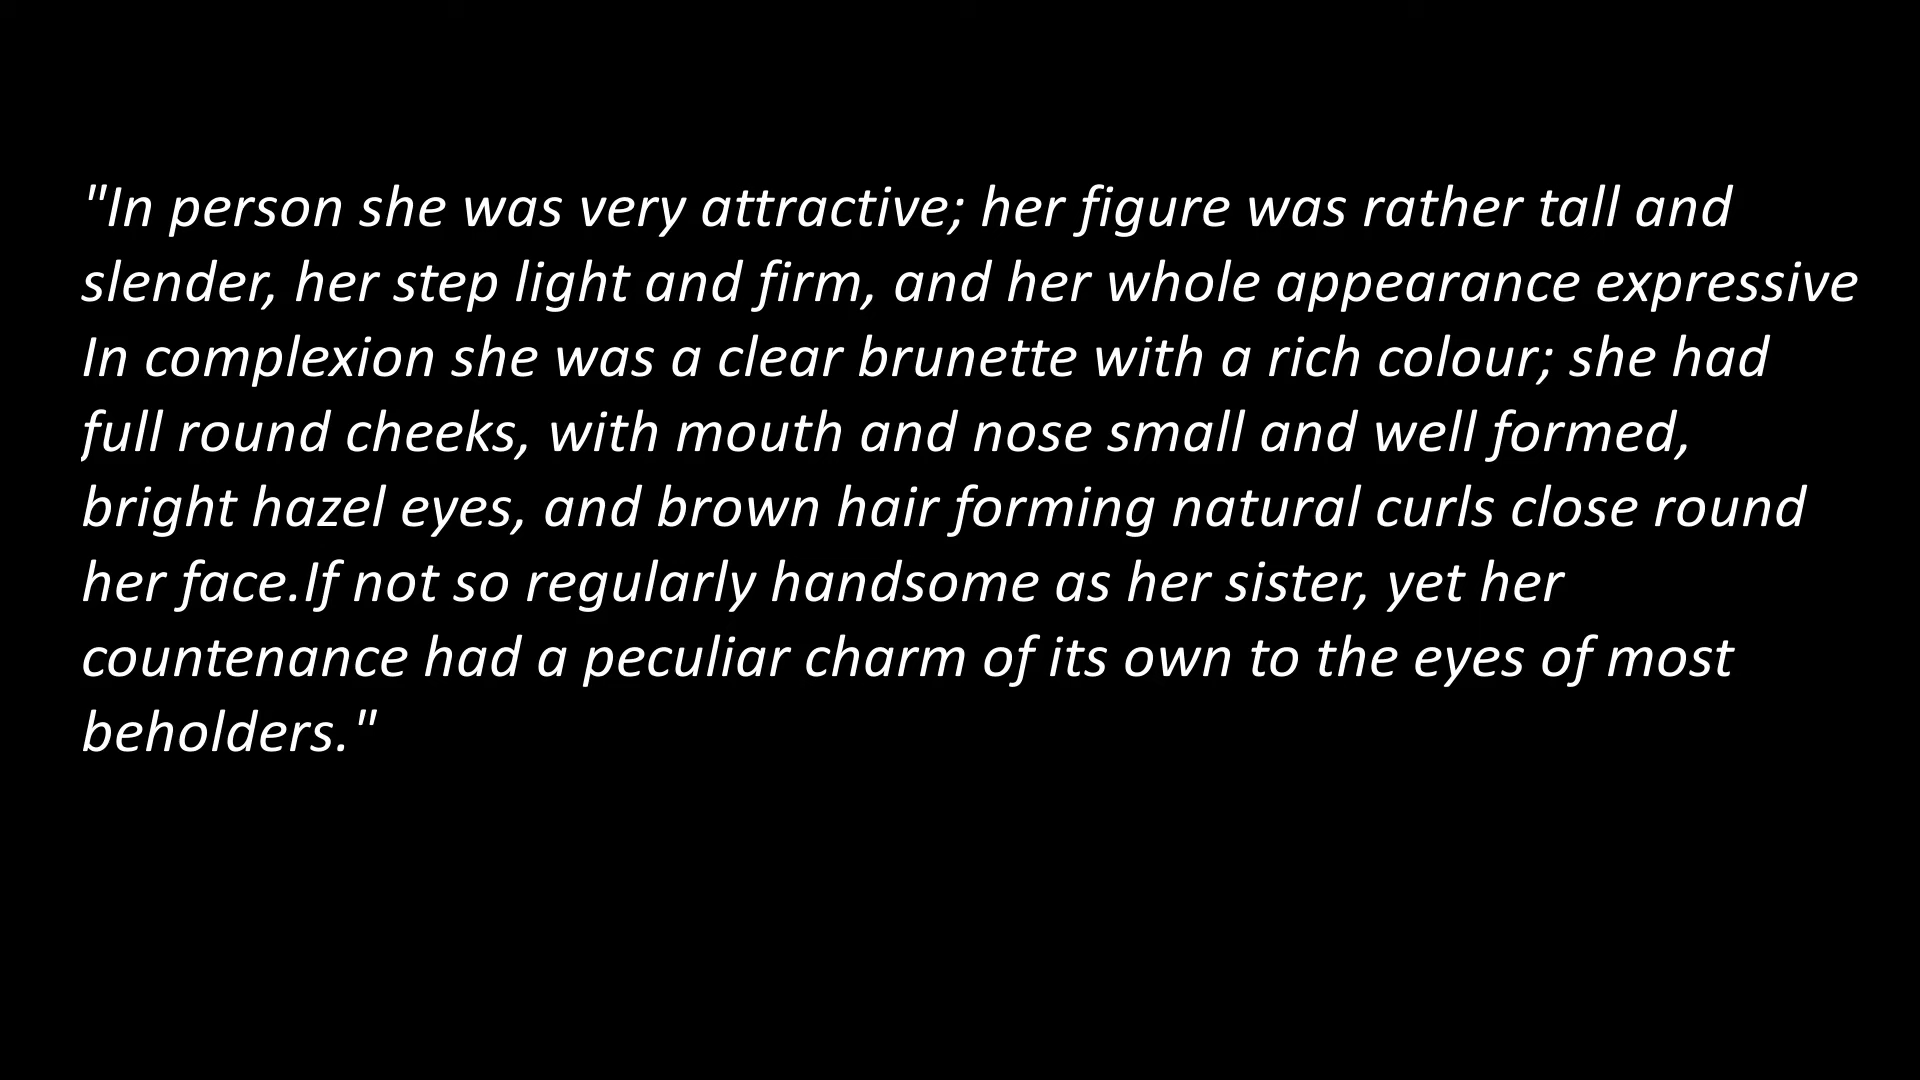 "In person she was very attractive; her figure was rather tall and
slender, her step light and firm, and her whole appearance expressive
In complexion she was a clear brunette with a rich colour; she had
full round cheeks, with mouth and nose small and well formed,
bright hazel eyes, and brown hair forming natural curls close round
her face.If not so regularly handsome as her sister, yet her
countenance had a peculiar charm of its own to the eyes of most
beholders."